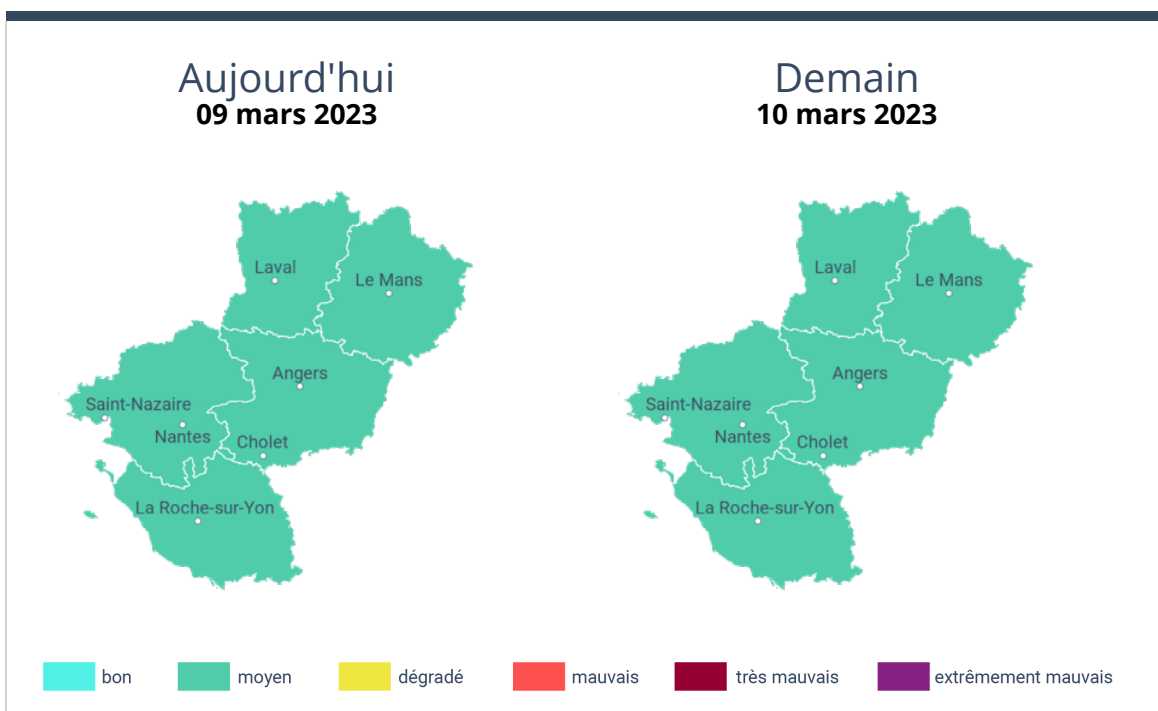 Aujourd'hui
09 mars 2023
Demain
10 mars 2023
Laval
Le Mans
Angers
Saint-Nazaire
Nantes
Cholet
La Roche-sur-Yon
Laval
Le Mans
Angers
Saint-Nazaire
Nantes
Cholet
La Roche-sur-Yon
bon
moyen
dégradé
mauvais
très mauvais
extrêmement mauvais